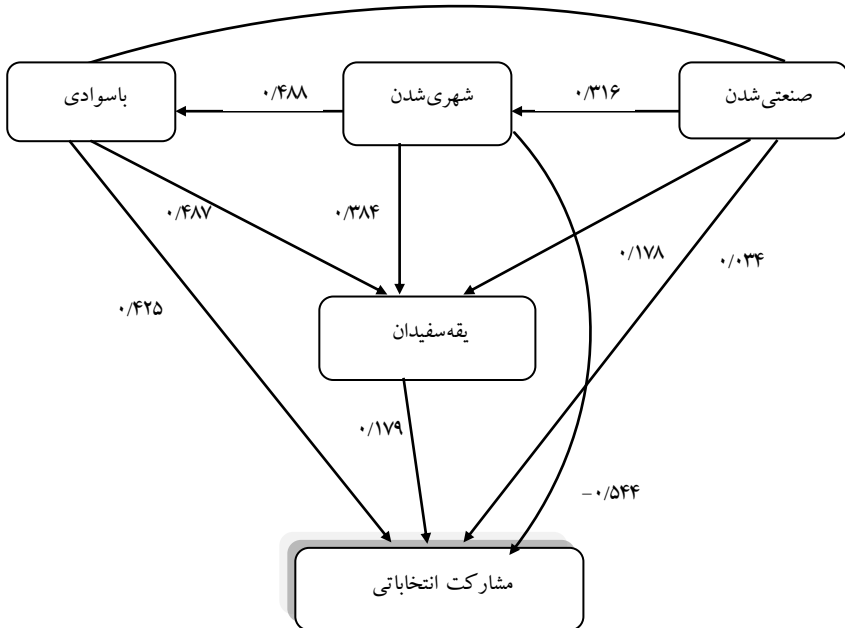 صنعتی‌شدن
۰/۳۱۶
شهری‌شدن
۰/۴۸۸
باسوادی
۰/۰۳۴
۰/۱۷۸
۰/۳۸۴
۰/۴۸۷
۰/۴۲۵
یقه‌سفیدان
۰/۱۷۹
-۰/۵۴۴
مشارکت انتخاباتی